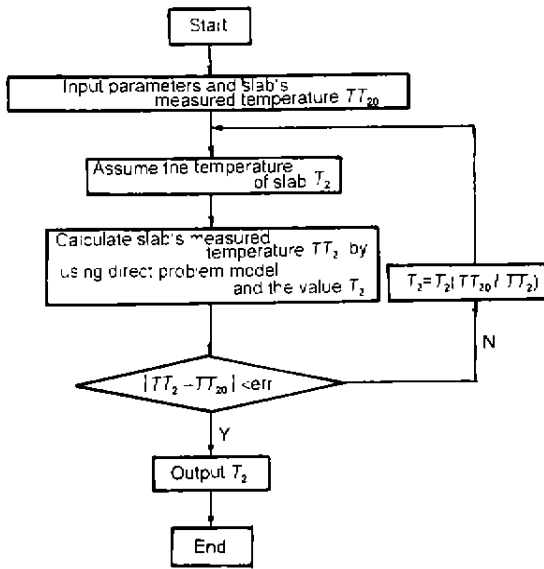 Start
Input parameters and slab's
measured temperature TT₂₀
Assume the temperature
of slab T₂
Calculate slab's measured
temperature TT₂ by
using direct problem model
and the value T₂
T₂=T₂(TT₂₀/TT₂)
N
|TT₂−TT₂₀|<err
Y
Output T₂
End